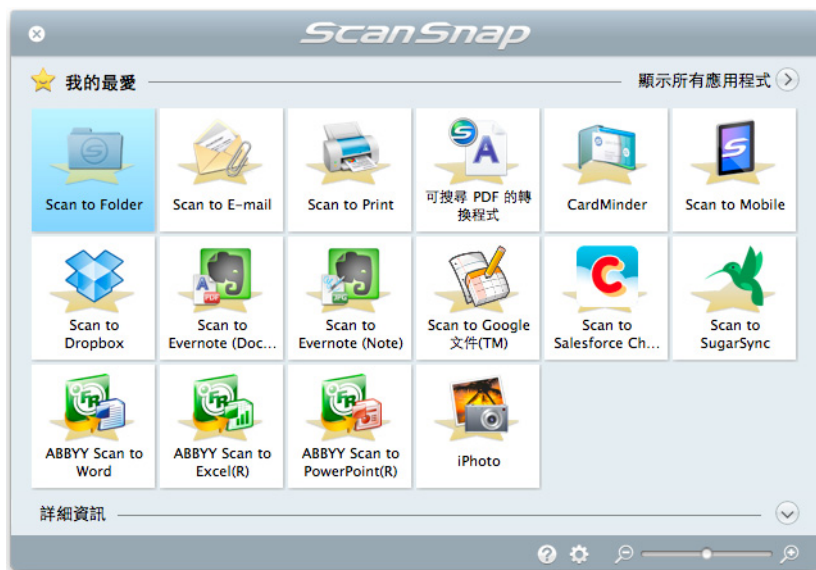 ScanSnap
我的最愛
顯示所有應用程式
Scan to Folder
Scan to E-mail
Scan to Print
可搜尋 PDF 的轉
換程式
CardMinder
Scan to Mobile
Scan to
Dropbox
Scan to
Evernote (Doc...
Scan to
Evernote (Note)
Scan to Google
文件(TM)
Scan to
Salesforce Ch...
Scan to
SugarSync
ABBYY Scan to
Word
ABBYY Scan to
Excel(R)
ABBYY Scan to
PowerPoint(R)
iPhoto
詳細資訊